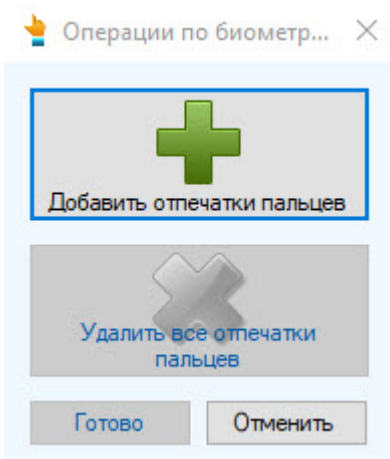 Операции по биометр...
Добавить отпечатки пальцев
Удалить все отпечатки
пальцев
Готово
Отменить